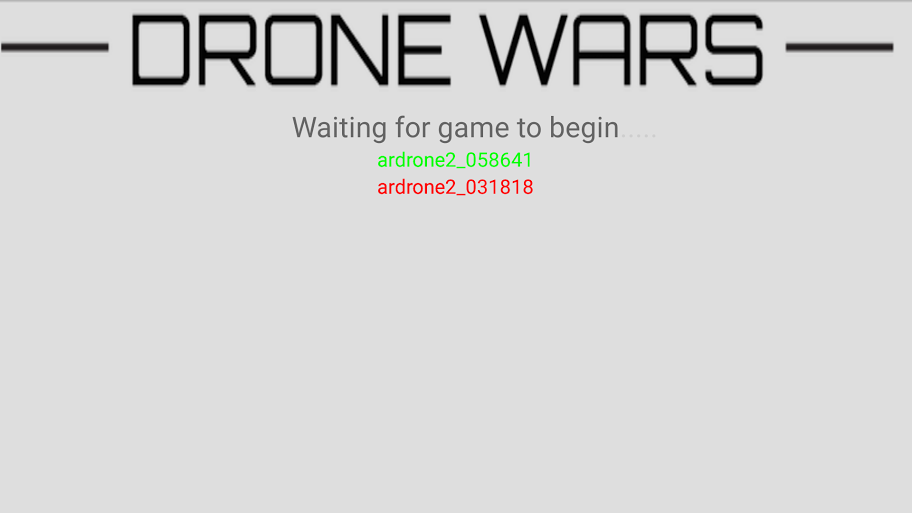 DRONE WARS
Waiting for game to begin.....
ardrone2_058641
ardrone2_031818